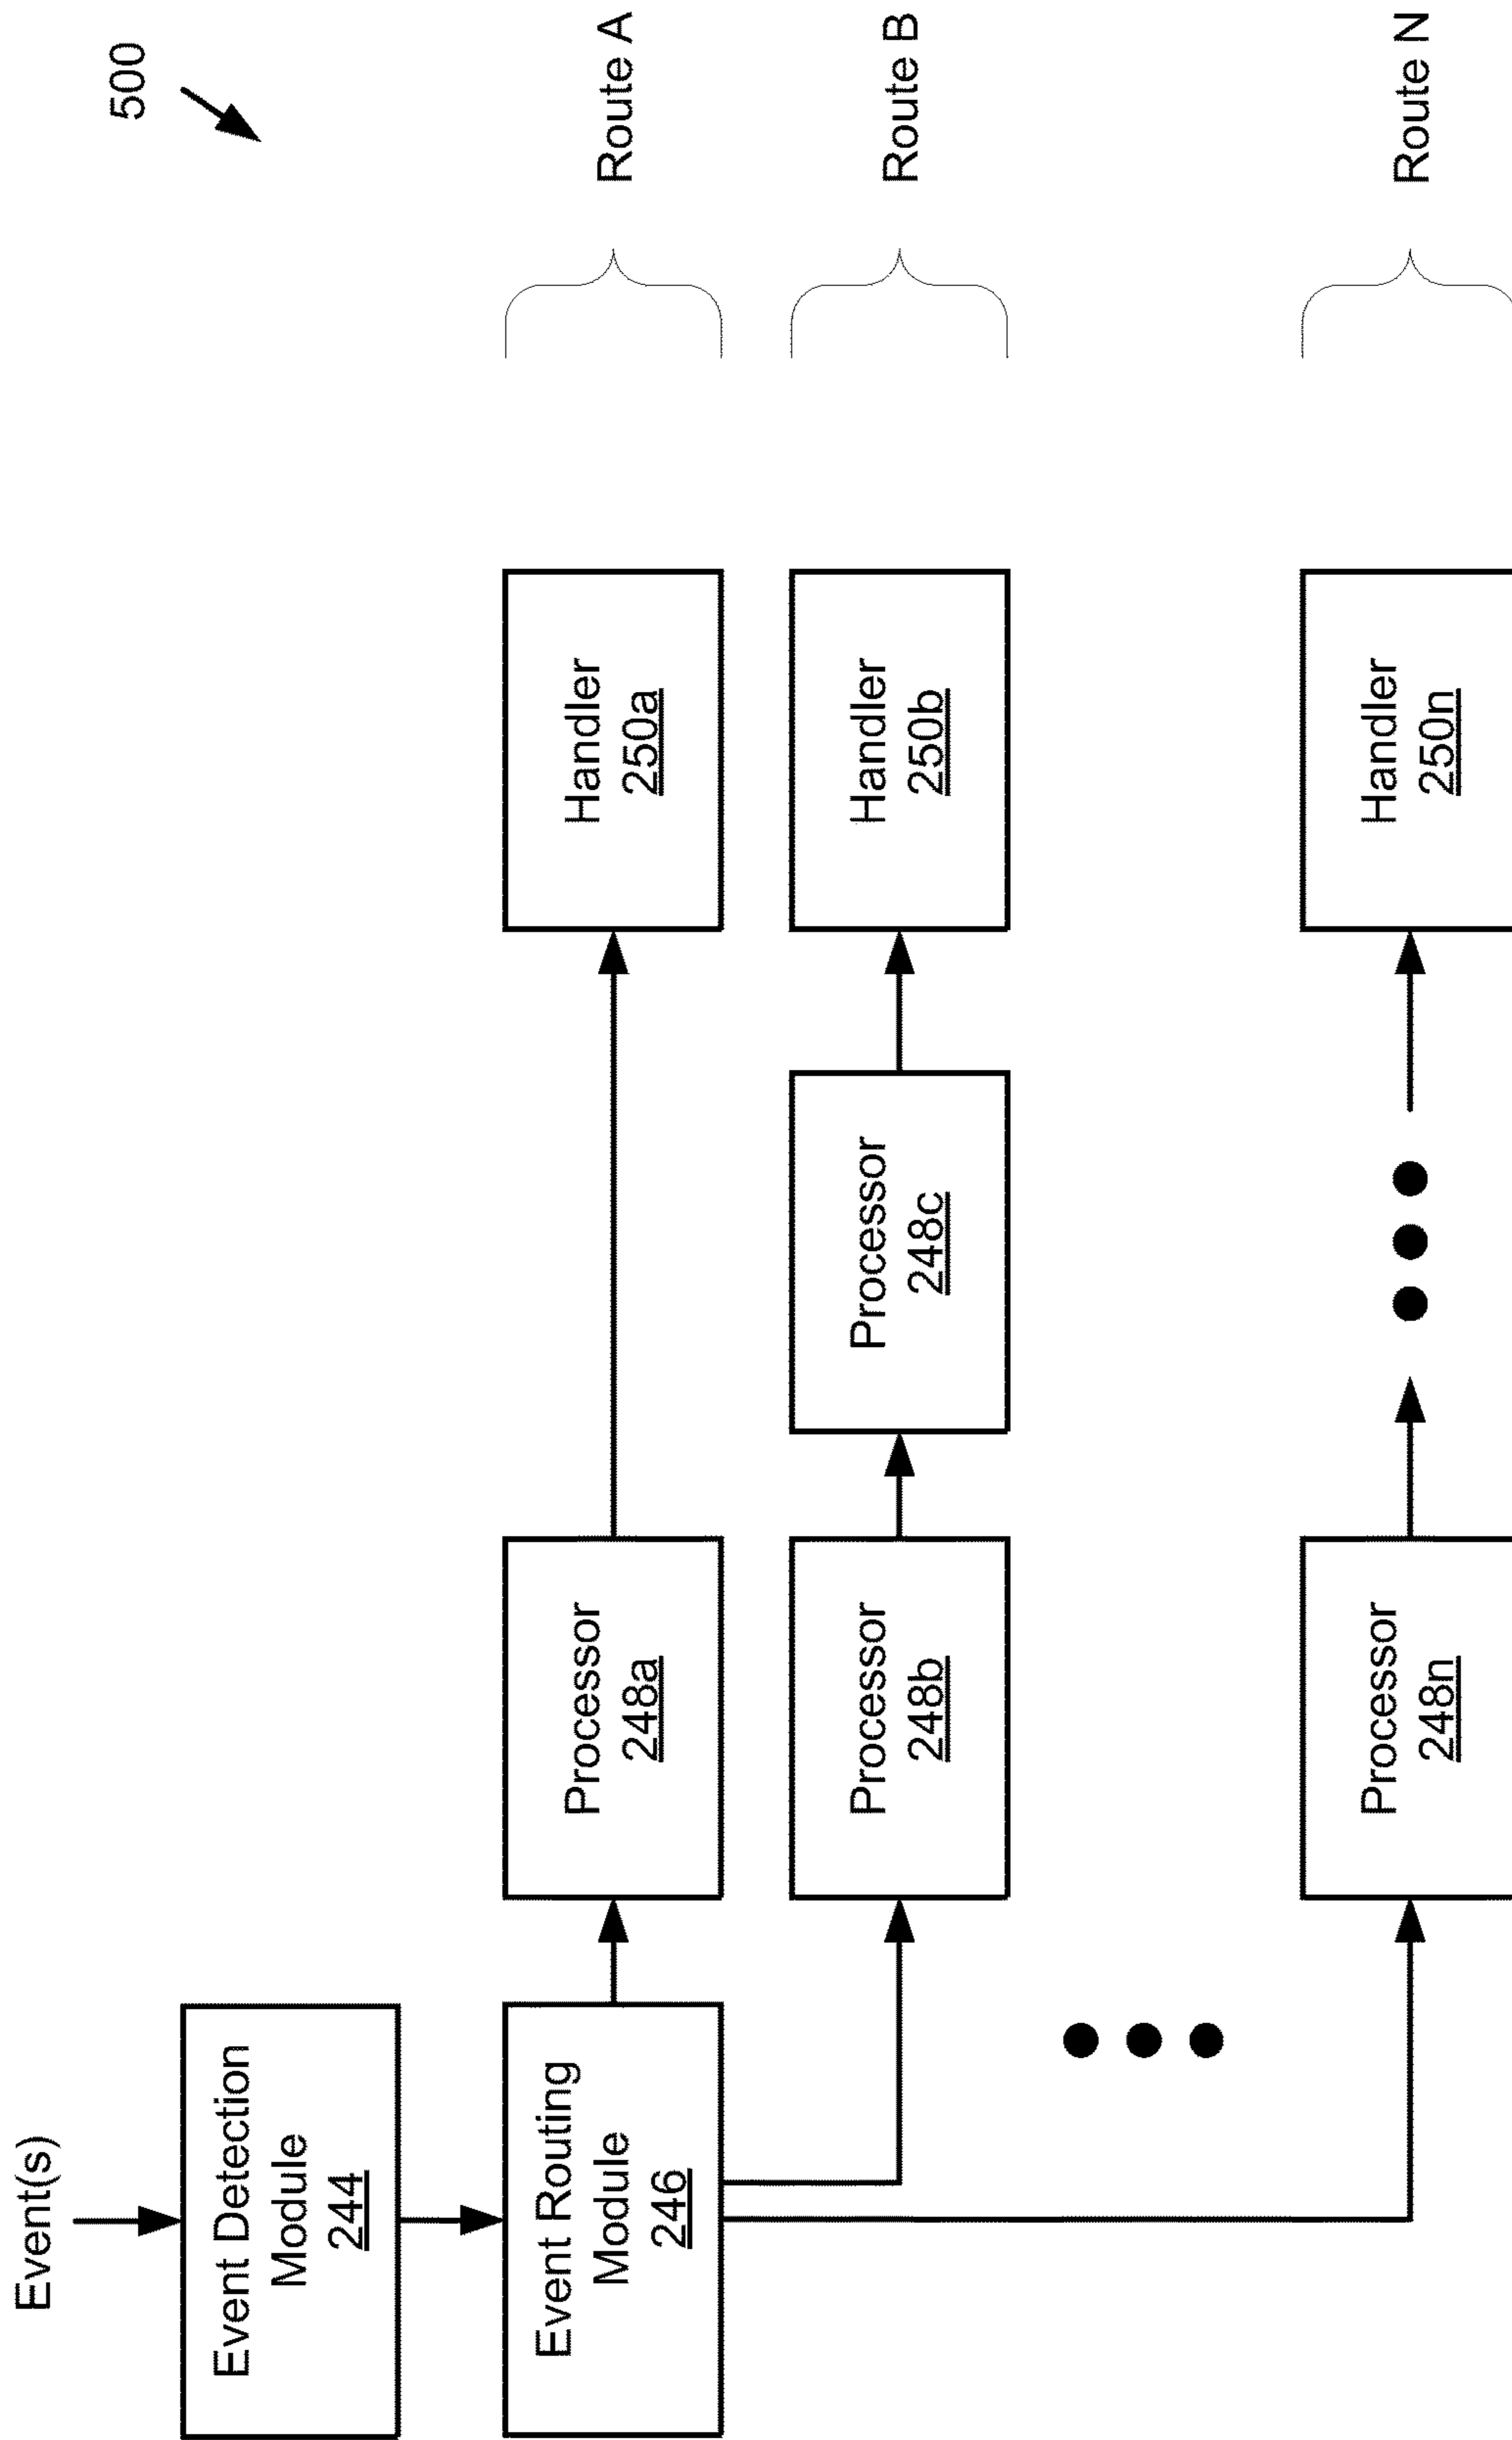 500
Event(s)
Event Detection
Module
244
Event Routing
Module
246
Processor
248a
Handler
250a
Route A
Processor
248b
Processor
248c
Handler
250b
Route B
Processor
248n
Handler
250n
Route N